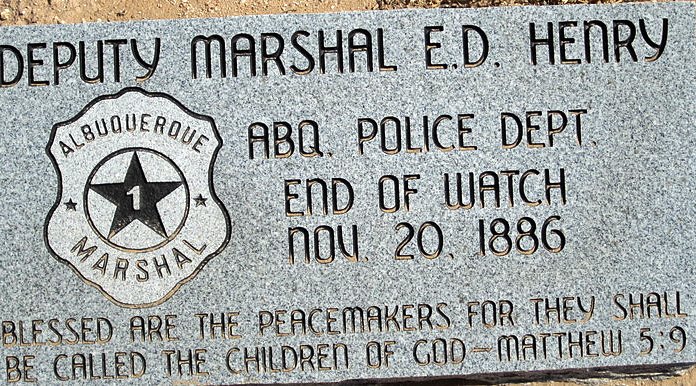 DEPUTY MARSHAL E.D. HENRY
ALBUQUERQUE
1
MARSHAL
ABQ. POLICE DEPT.
END OF WATCH
NOV. 20, 1886
BLESSED ARE THE PEACEMAKERS FOR THEY SHALL
BE CALLED THE CHILDREN OF GOD—MATTHEW 5:9